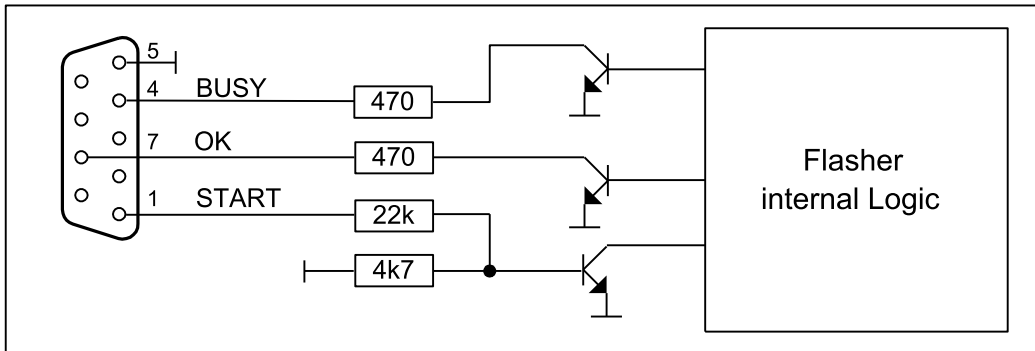 5
4 BUSY 470
7 OK 470
1 START 22k
4k7
Flasher
internal Logic